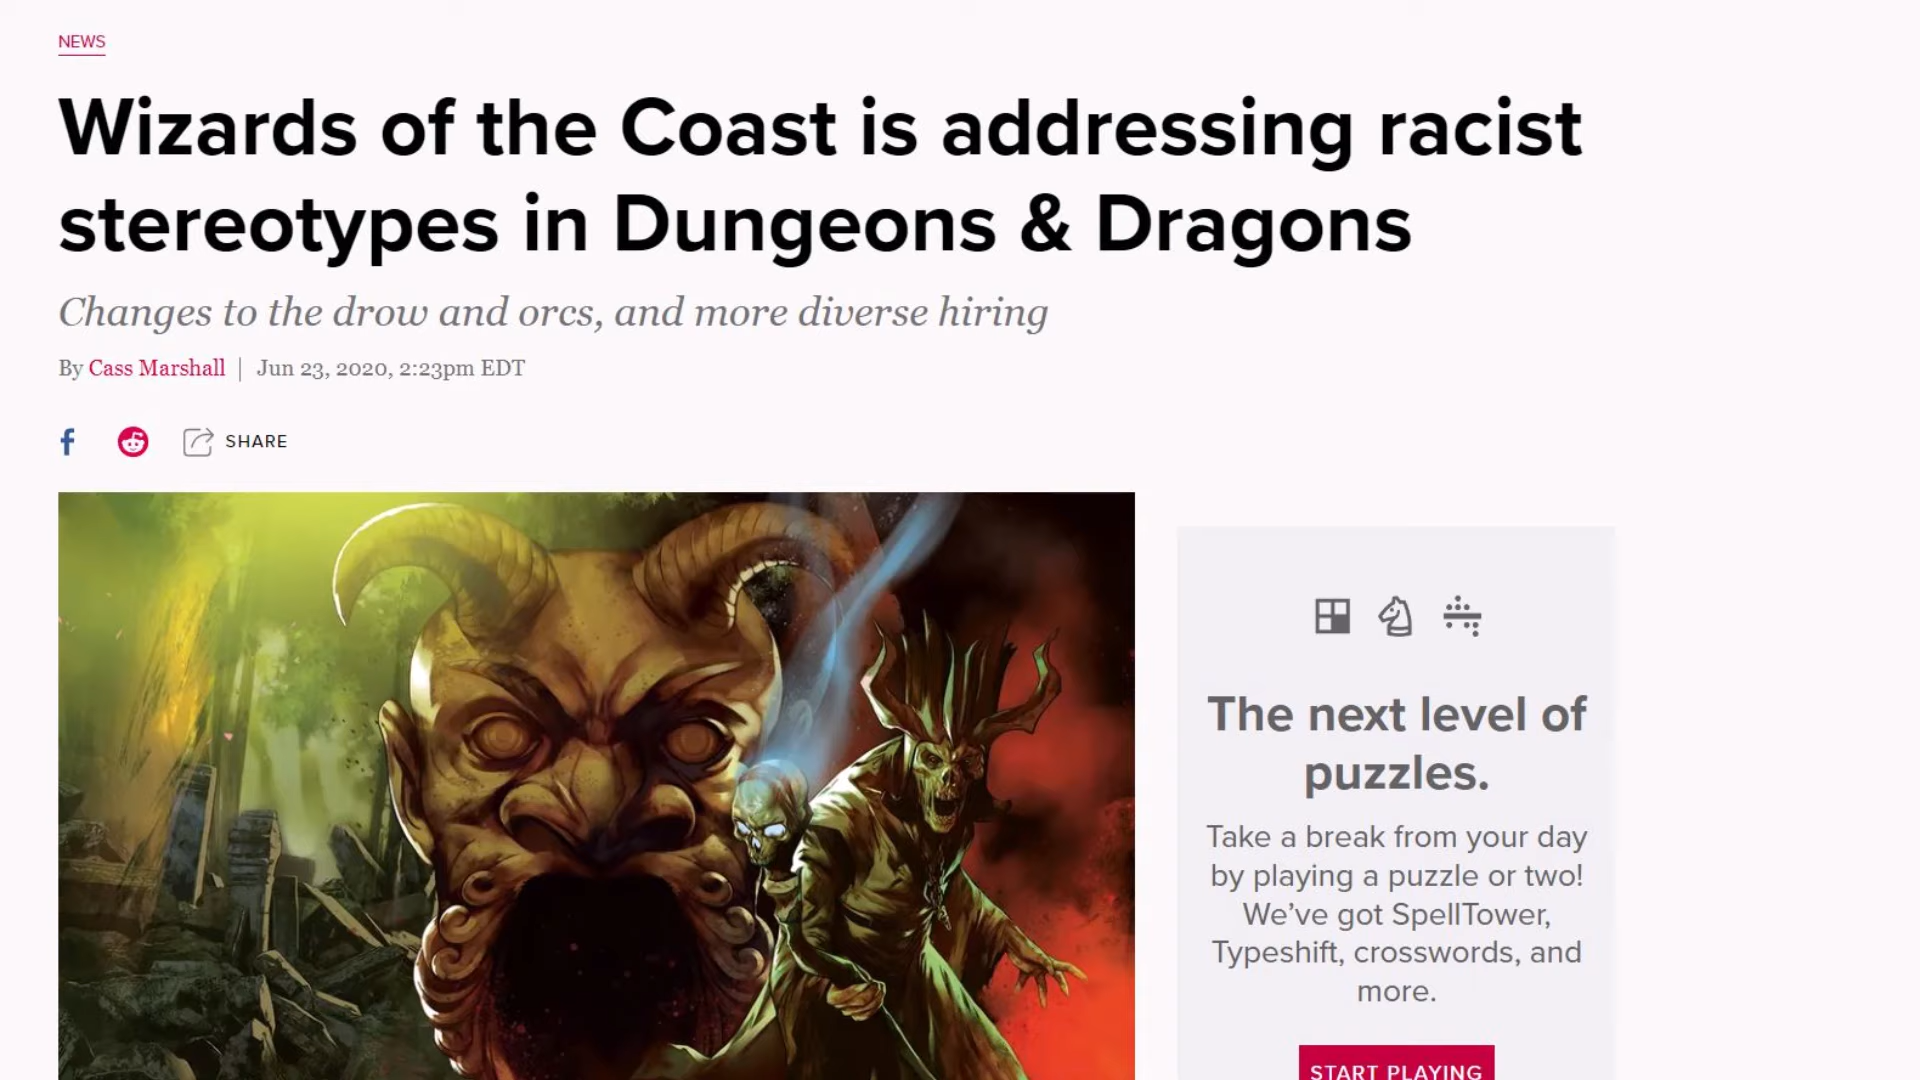 NEWS
Wizards of the Coast is addressing racist
stereotypes in Dungeons & Dragons
Changes to the drow and orcs, and more diverse hiring
By Cass Marshall | Jun 23, 2020, 2:23pm EDT
SHARE
The next level of
puzzles.
Take a break from your day
by playing a puzzle or two!
We’ve got SpellTower,
Typeshift, crosswords, and
more.
START PLAYING